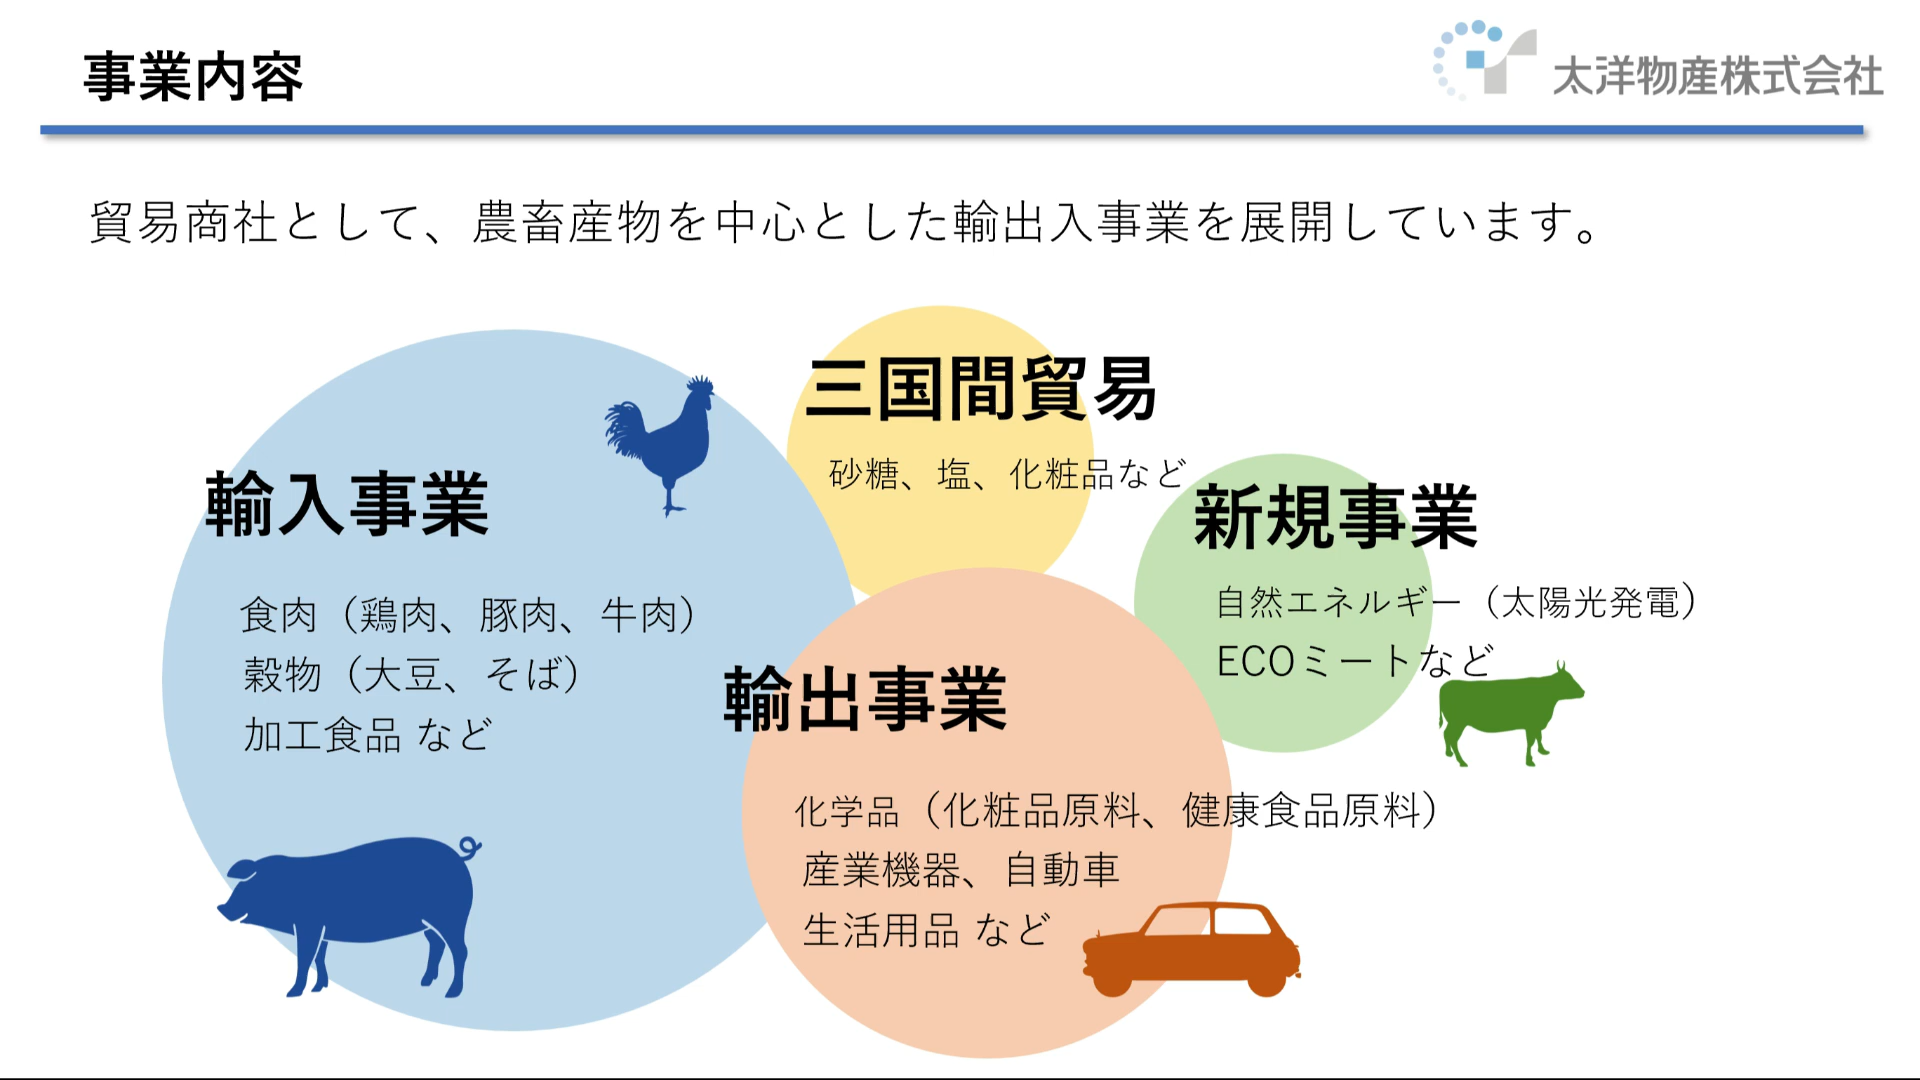 事業内容
太洋物産株式会社
貿易商社として、農畜産物を中心とした輸出入事業を展開しています。
輸入事業
食肉（鶏肉、豚肉、牛肉）
穀物（大豆、そば）
加工食品 など
三国間貿易
砂糖、塩、化粧品など
新規事業
自然エネルギー（太陽光発電）
ECOミートなど
輸出事業
化学品（化粧品原料、健康食品原料）
産業機器、自動車
生活用品 など